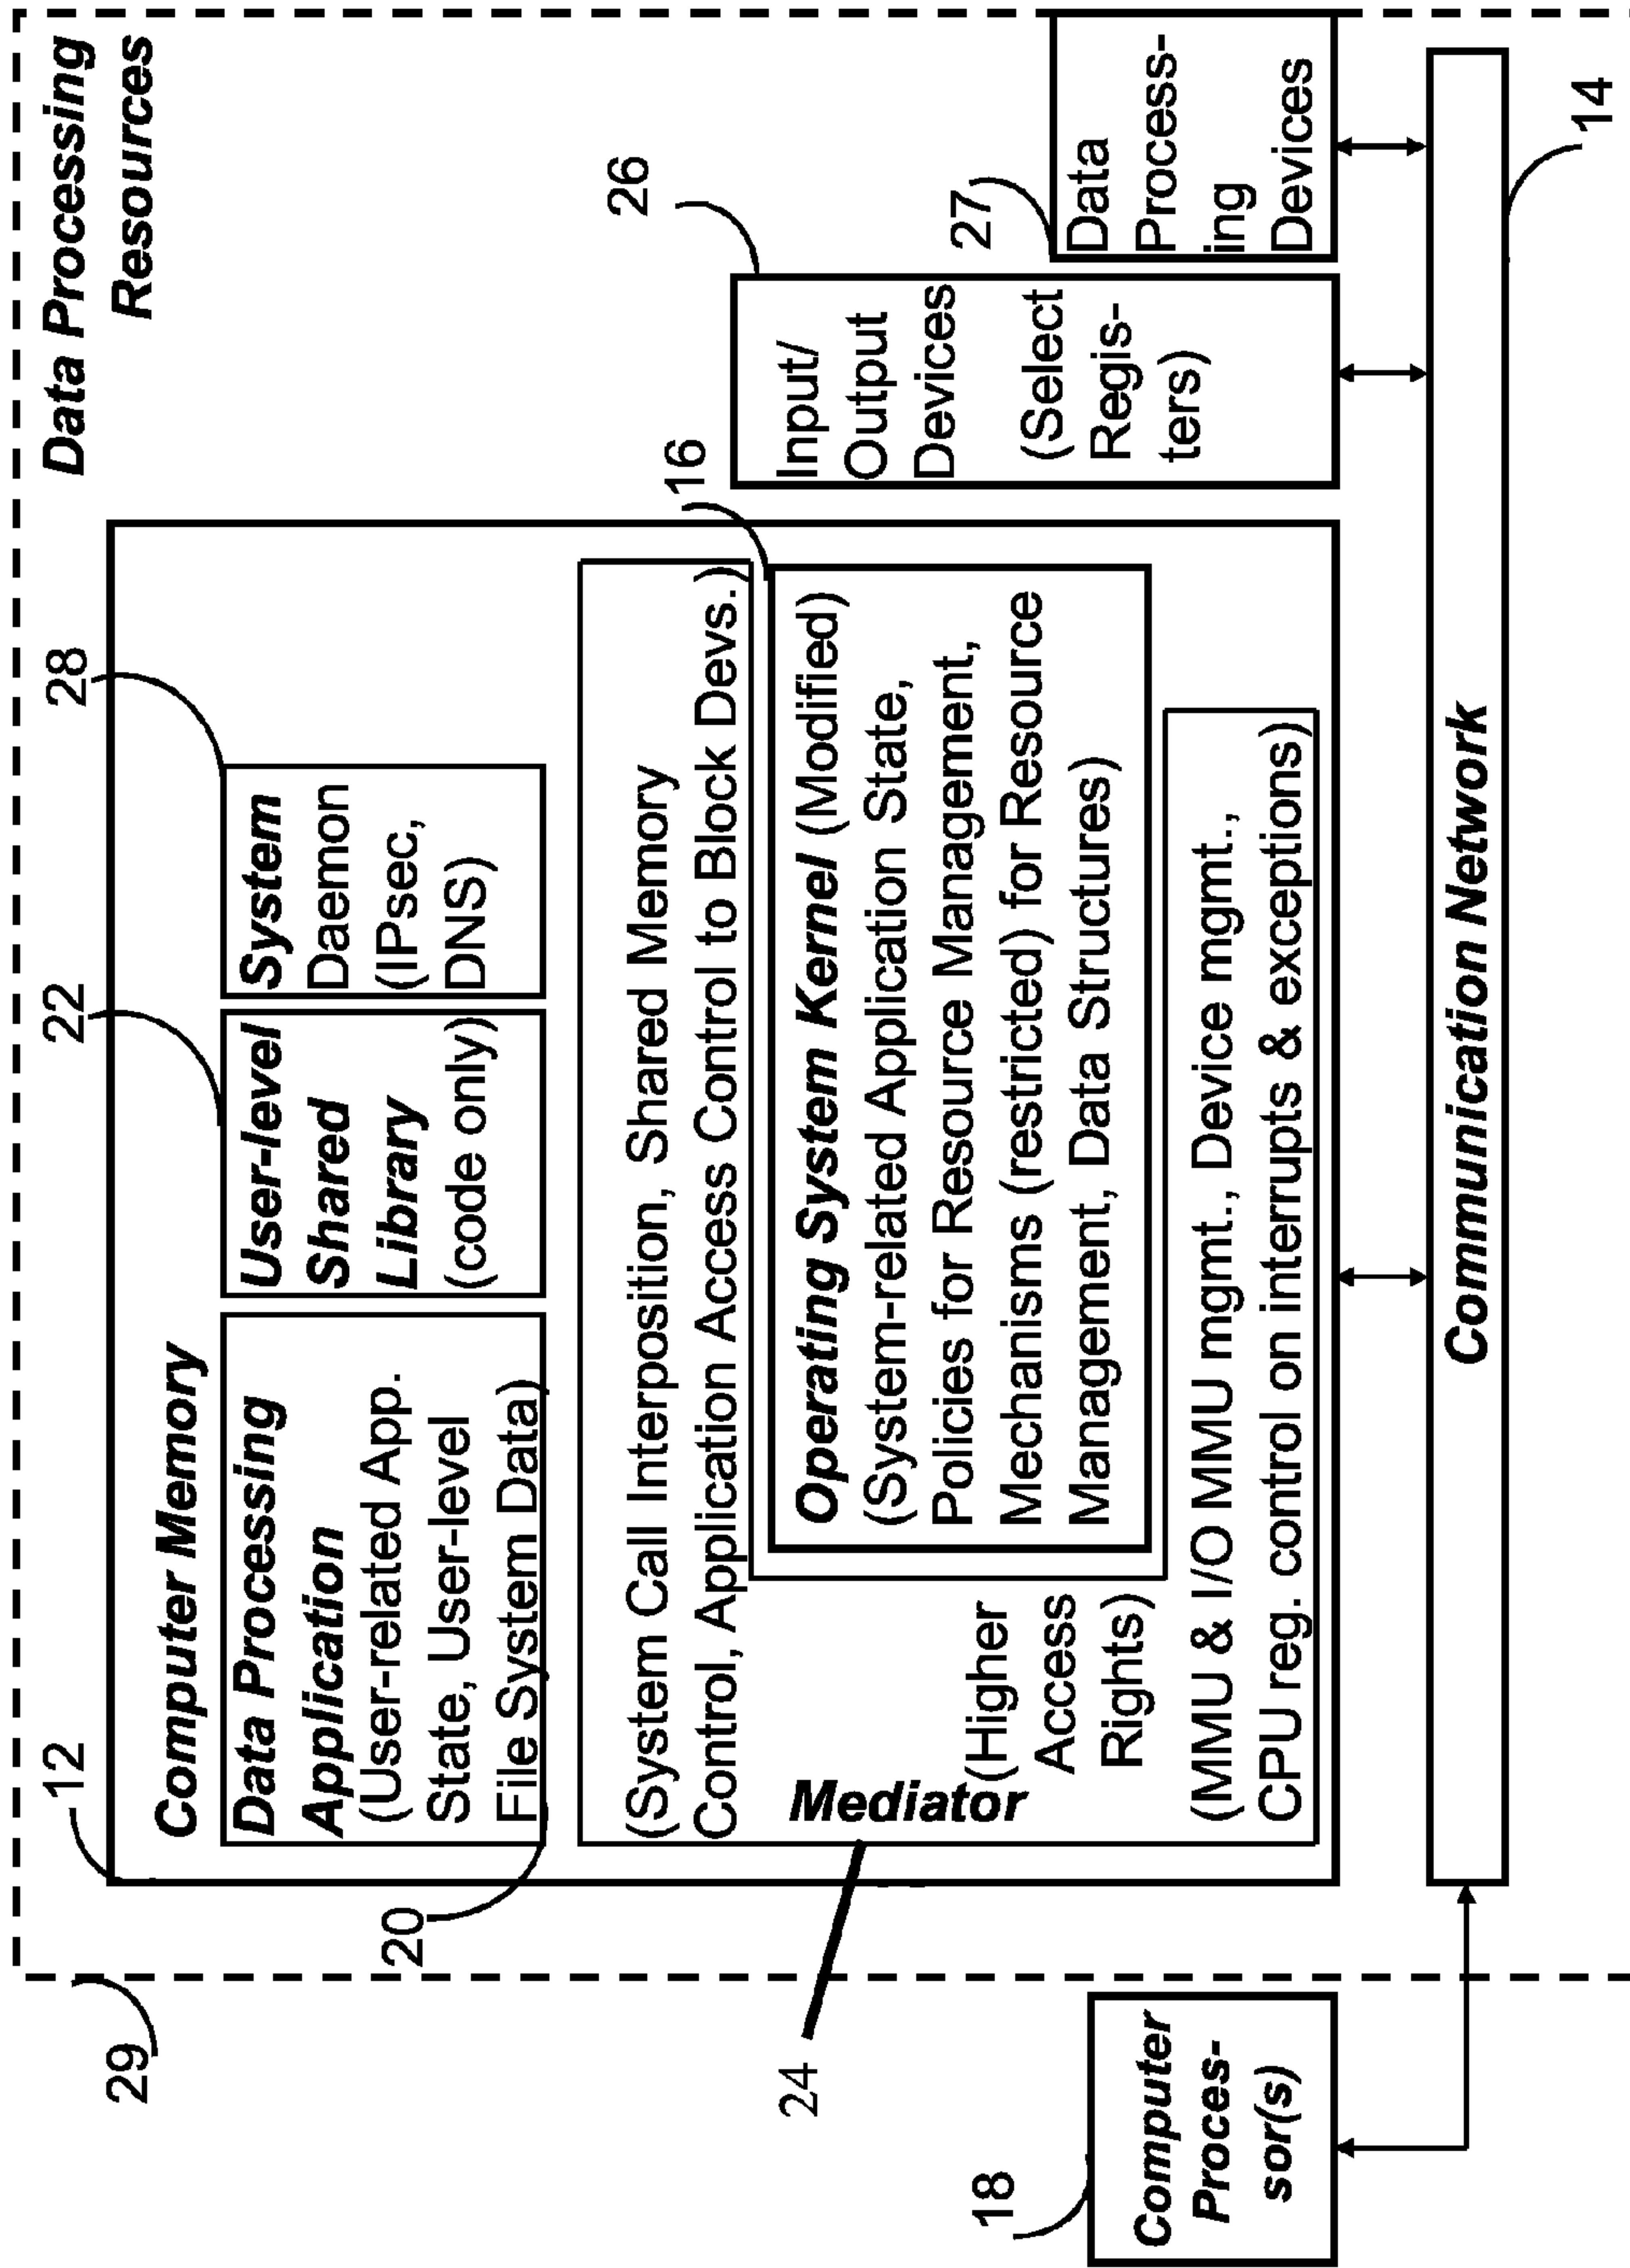 Data Processing
Resources
29
12
Computer Memory
22
28
Data Processing
Application
(User-related App.
State, User-level
File System Data)
20
User-level
Shared
Library
(code only)
System
Daemon
(IPsec,
DNS)
(System Call Interposition, Shared Memory
Control, Application Access Control to Block Devs.)
16
Mediator
(Higher
Access
Rights)
24
Operating System Kernel (Modified)
(System-related Application State,
Policies for Resource Management,
Mechanisms (restricted) for Resource
Management, Data Structures)
(MMU & I/O MMU mgmt., Device mgmt.,
CPU reg. control on interrupts & exceptions)
26
Input/
Output
Devices
(Select
Regis-
ters)
27
Data
Process-
ing
Devices
18
Computer
Proces-
sor(s)
Communication Network
14